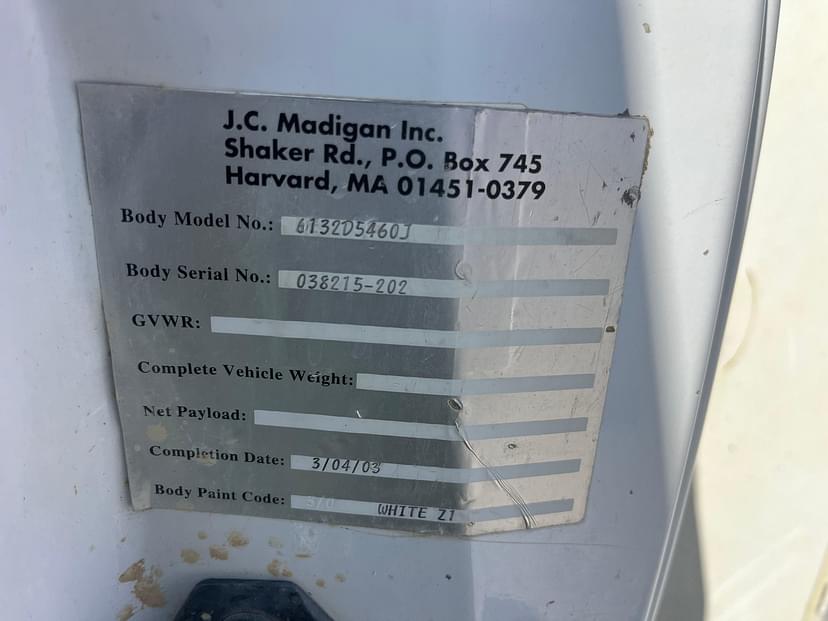 J.C. Madigan Inc.
Shaker Rd., P.O. Box 745
Harvard, MA 01451-0379
Body Model No.: 6132D5460J
Body Serial No.: 038215-202
GVWR:
Complete Vehicle Weight:
Net Payload:
Completion Date: 3/04/03
Body Paint Code: WHITE Z1